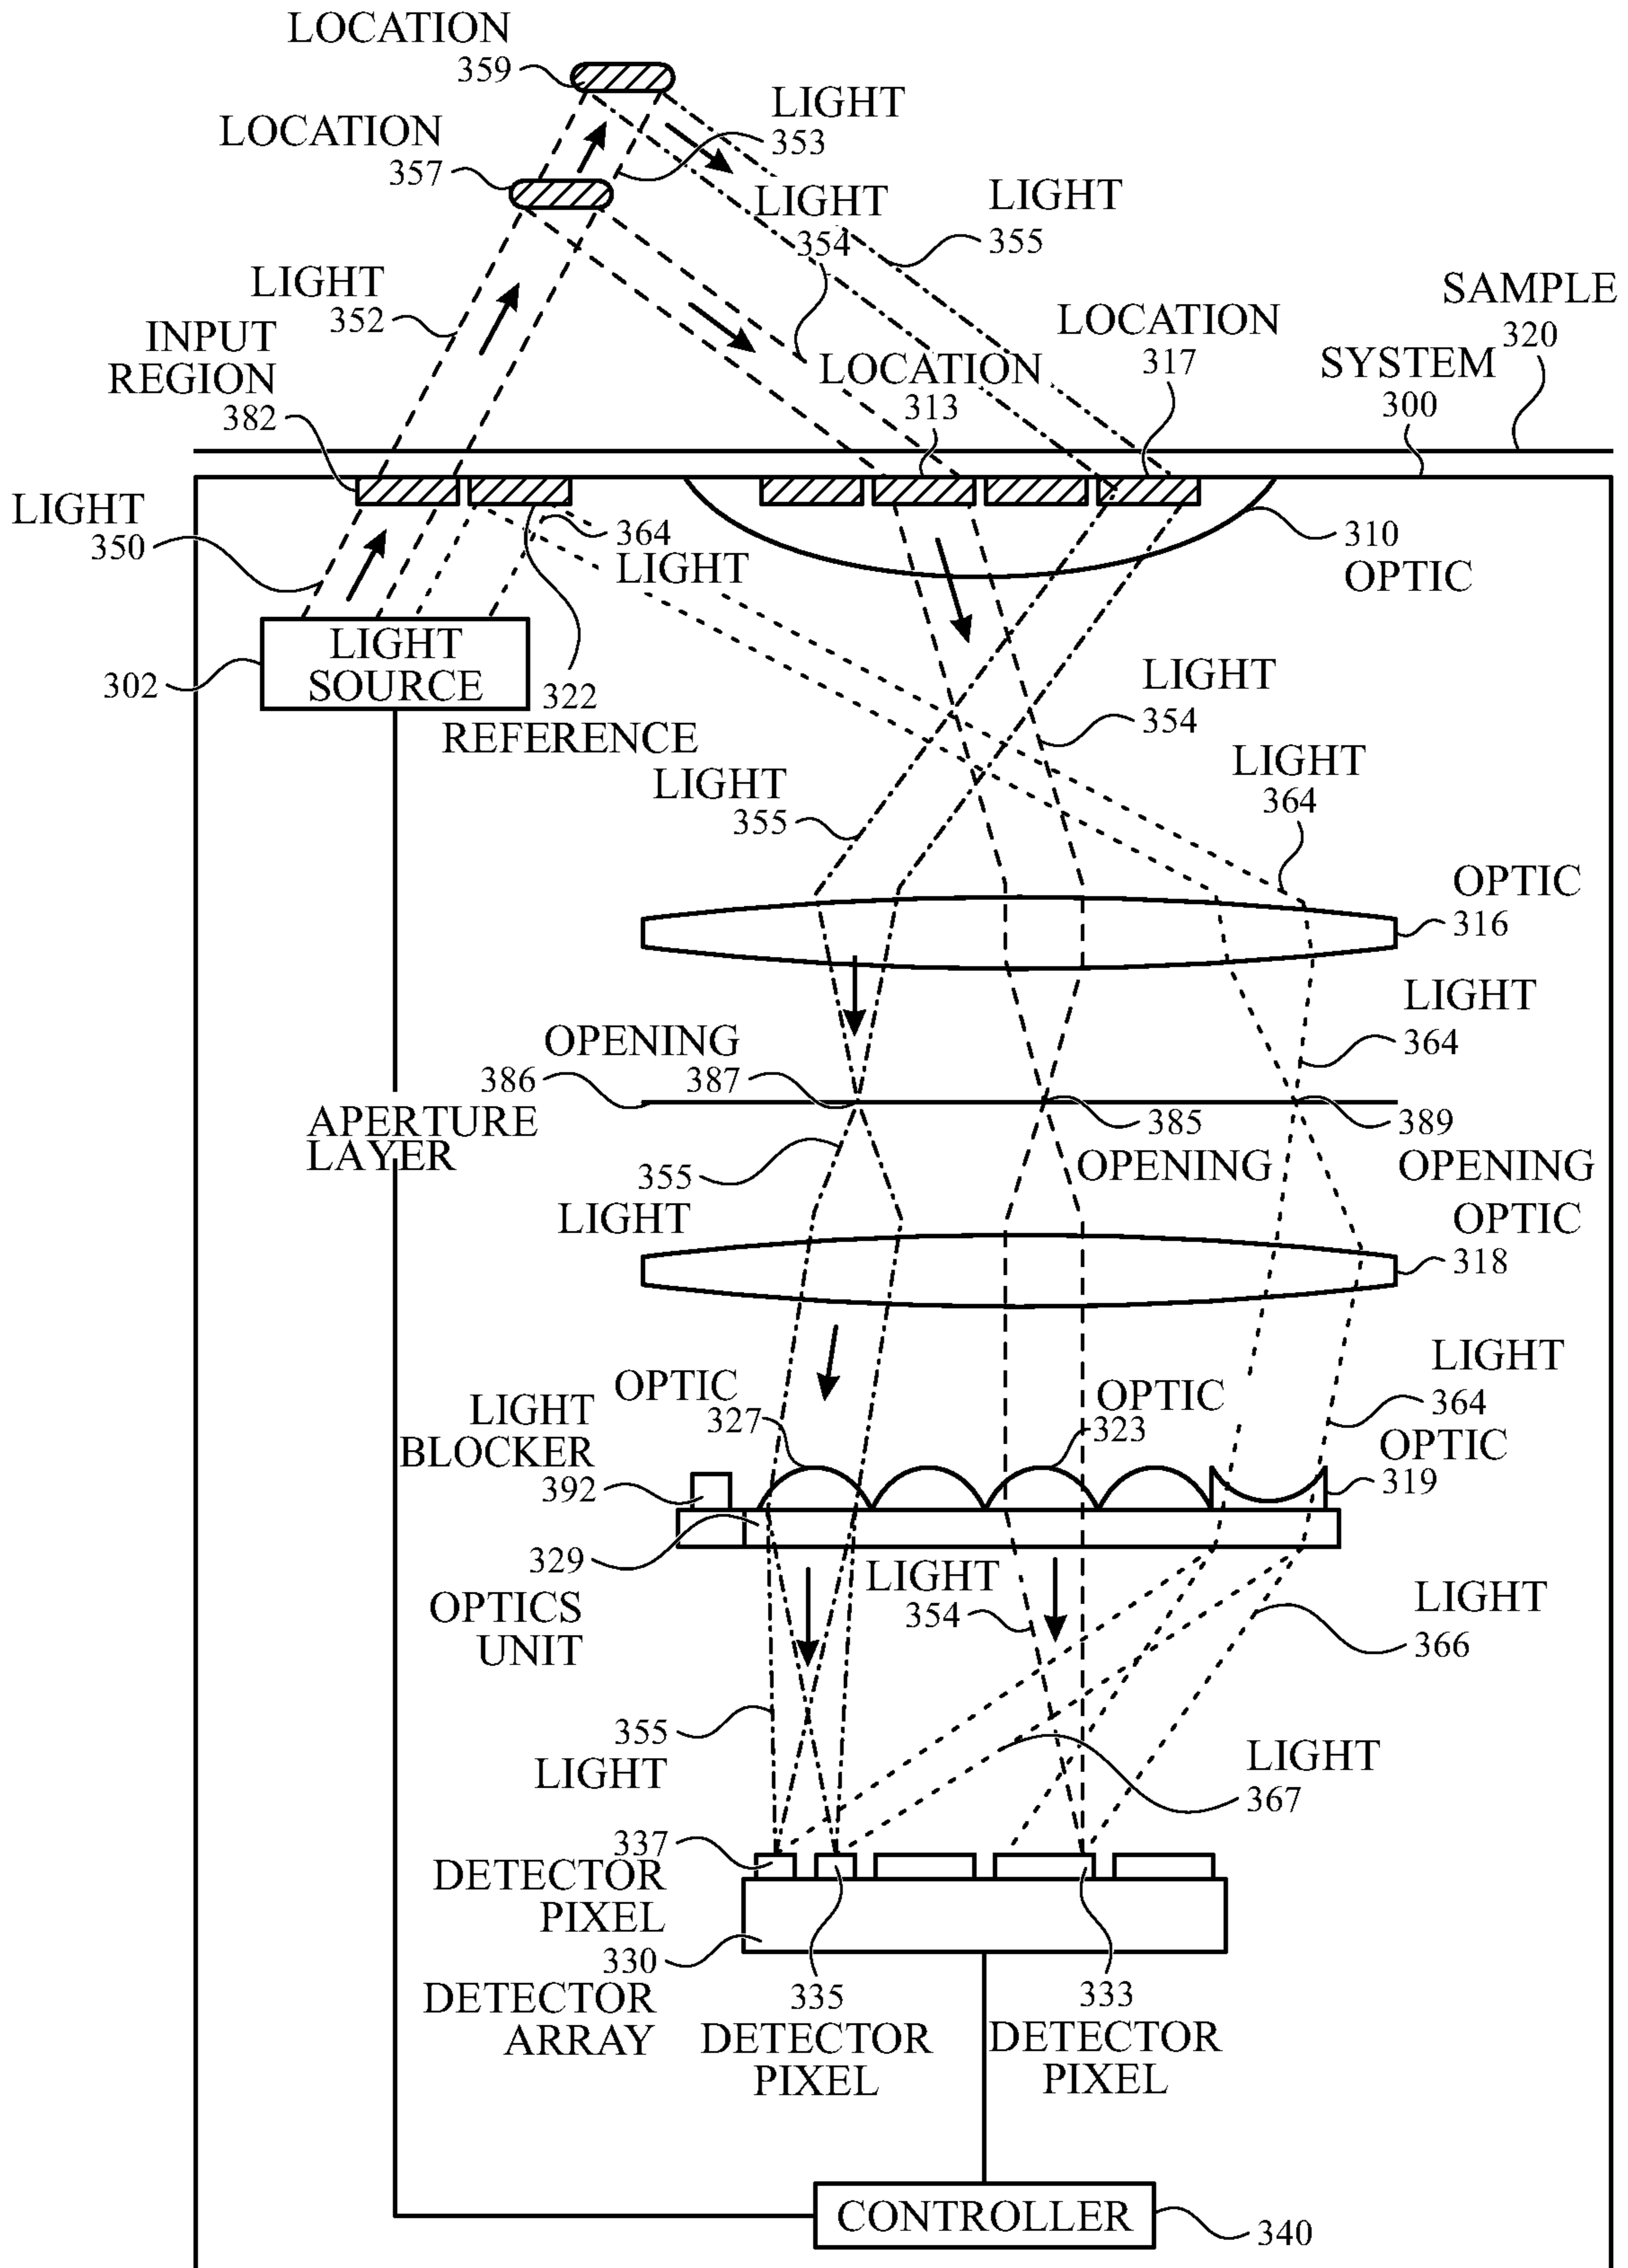 LOCATION
359
LIGHT
353
LOCATION
357
LIGHT
354
LIGHT
355
LIGHT
352
SAMPLE
320
LOCATION
317
SYSTEM
300
INPUT
REGION
382
LOCATION
313
LIGHT
350
364
LIGHT
310
OPTIC
LIGHT
SOURCE
302
322
REFERENCE
LIGHT
354
LIGHT
355
LIGHT
364
OPTIC
316
LIGHT
364
OPENING
387
386
APERTURE
LAYER
385
OPENING
389
OPENING
355
LIGHT
OPTIC
318
LIGHT
364
OPTIC
327
OPTIC
323
LIGHT
BLOCKER
392
OPTIC
319
329
OPTICS
UNIT
LIGHT
354
LIGHT
366
355
LIGHT
LIGHT
367
337
DETECTOR
PIXEL
330
DETECTOR
ARRAY
335
DETECTOR
PIXEL
333
DETECTOR
PIXEL
CONTROLLER
340